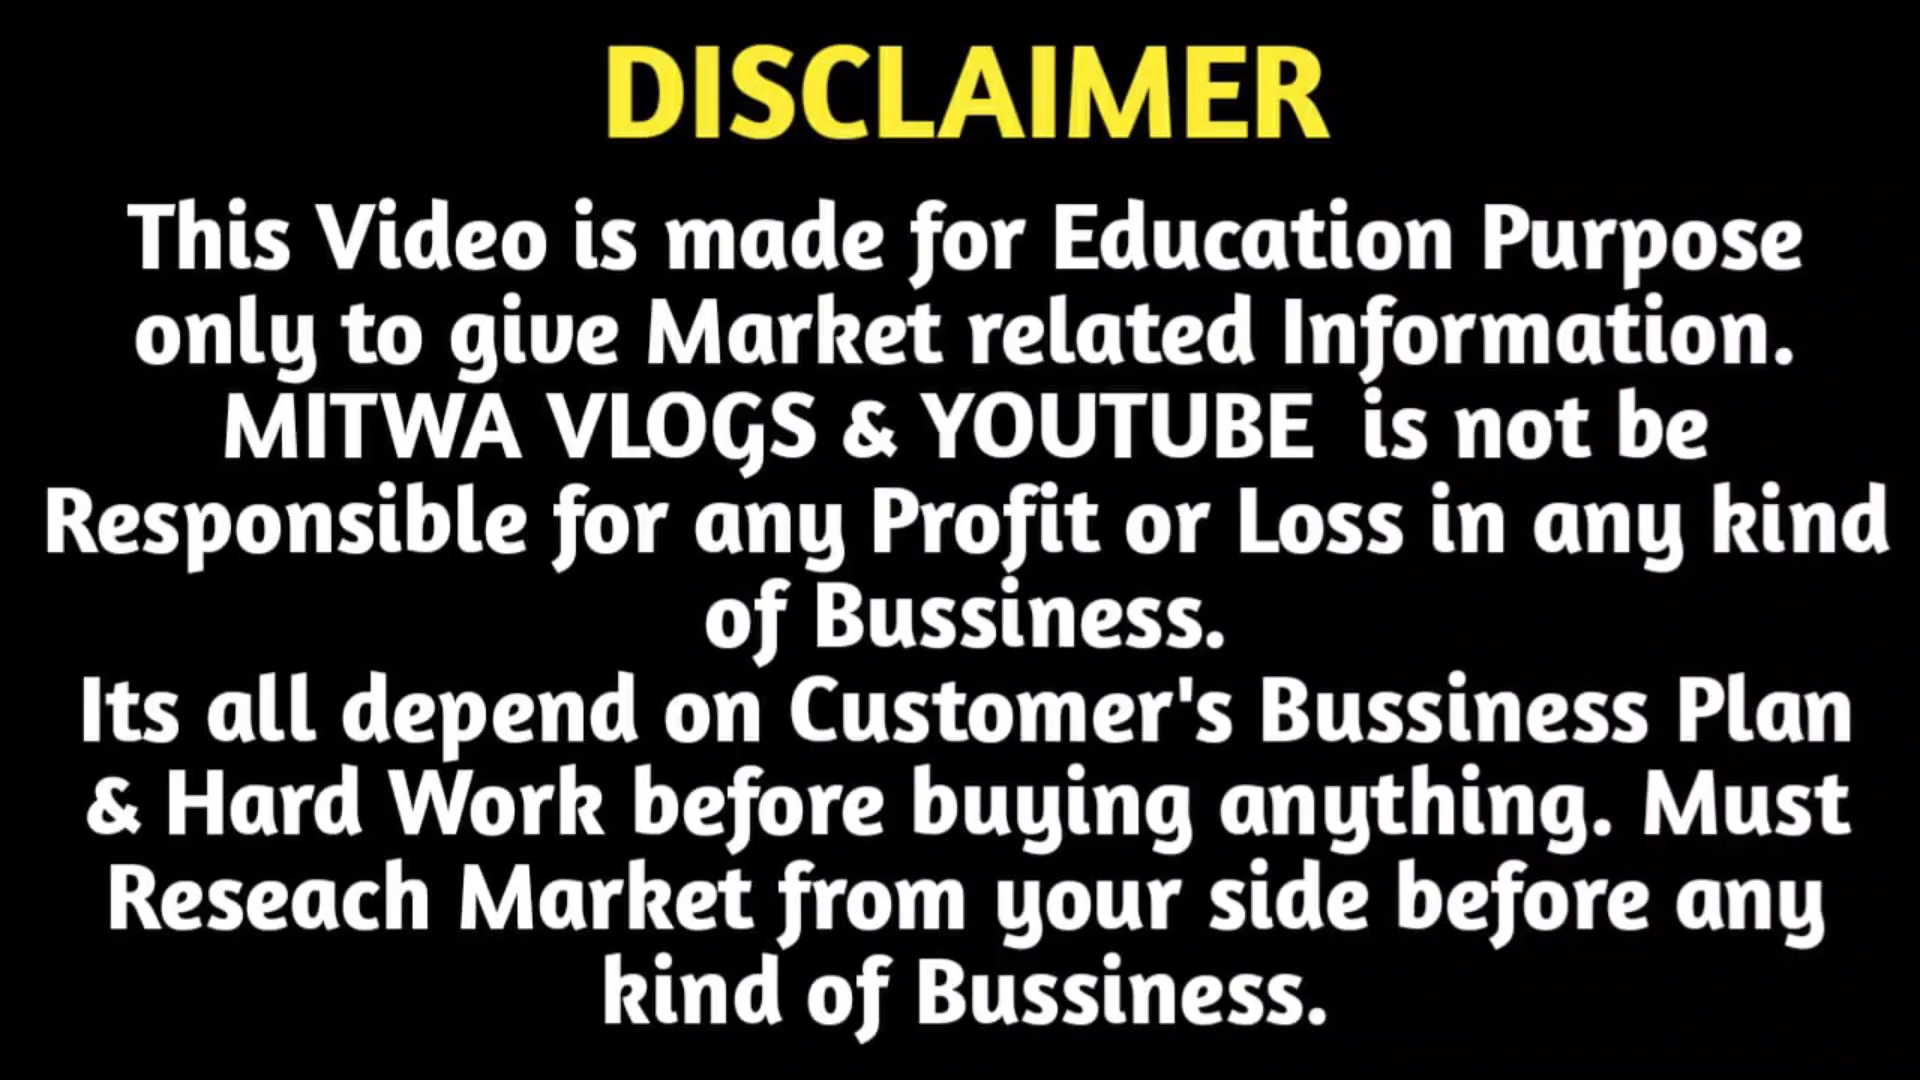 DISCLAIMER
This Video is made for Education Purpose
only to give Market related Information.
MITWA VLOGS & YOUTUBE is not be
Responsible for any Profit or Loss in any kind
of Bussiness.
Its all depend on Customer's Bussiness Plan
& Hard Work before buying anything. Must
Reseach Market from your side before any
kind of Bussiness.